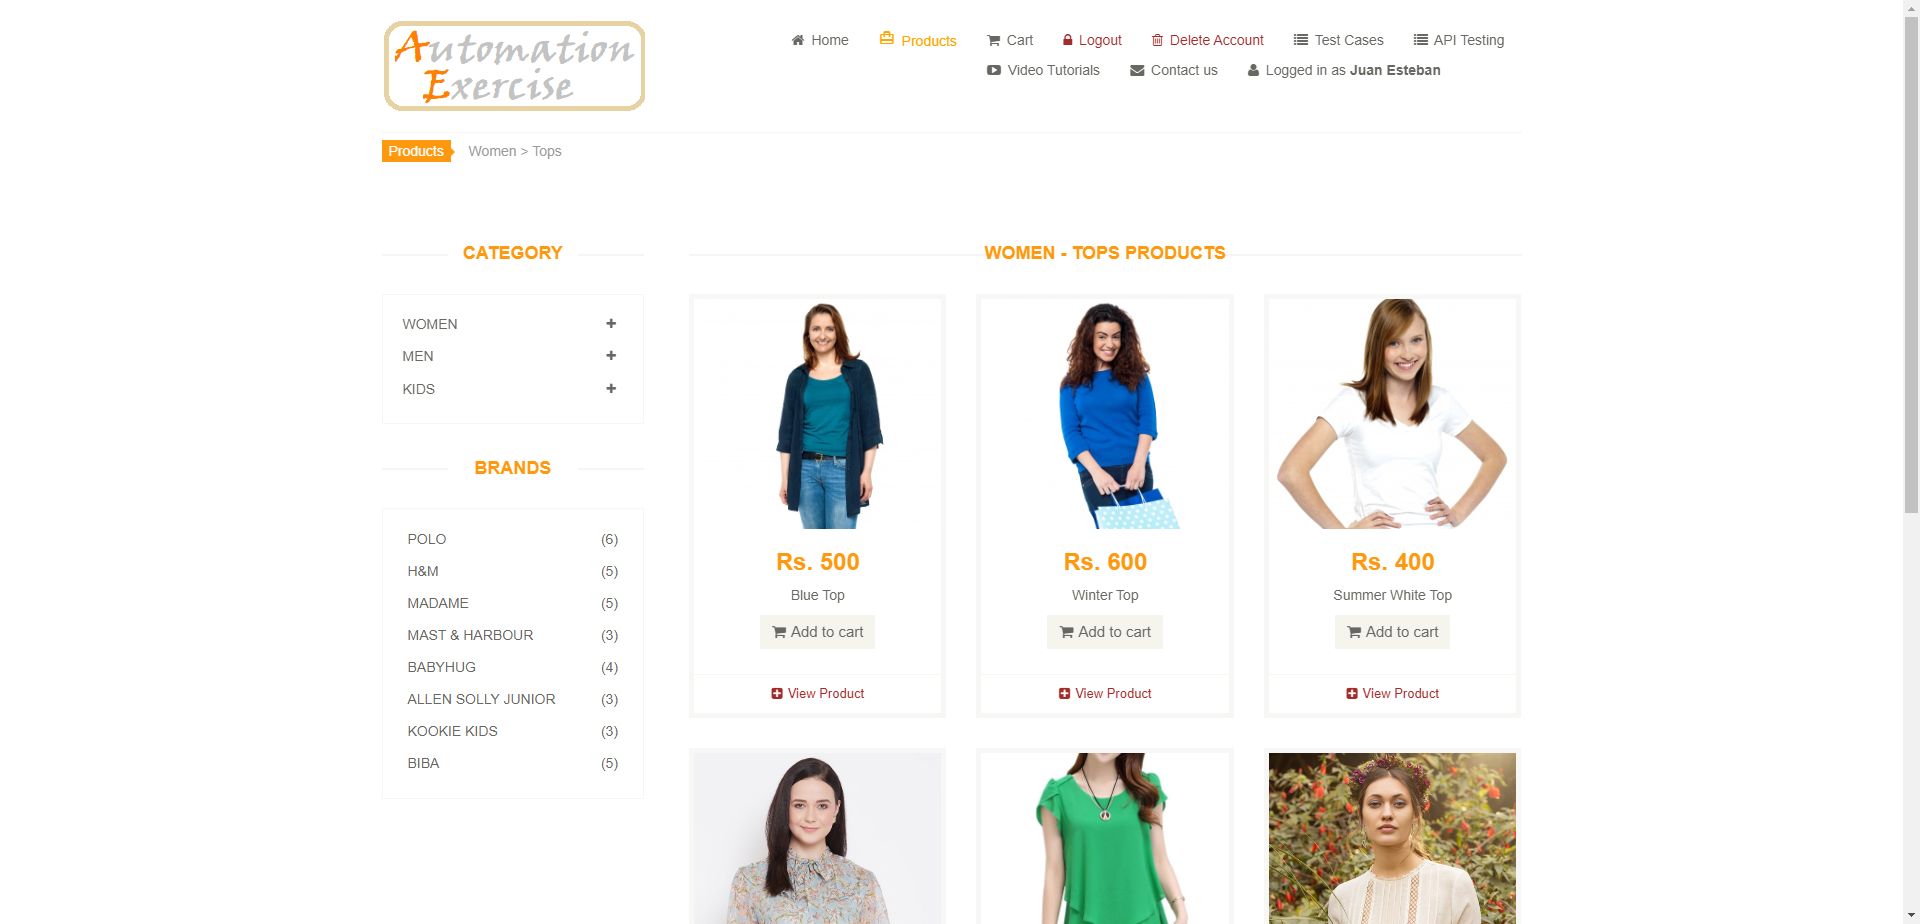 Automation
Exercise
Home
Products
Cart
Logout
Delete Account
Test Cases
API Testing
Video Tutorials
Contact us
Logged in as Juan Esteban
Products
Women > Tops
CATEGORY
WOMEN
MEN
KIDS
BRANDS
POLO (6)
H&M (5)
MADAME (5)
MAST & HARBOUR (3)
BABYHUG (4)
ALLEN SOLLY JUNIOR (3)
KOOKIE KIDS (3)
BIBA (5)
WOMEN - TOPS PRODUCTS
Rs. 500
Blue Top
Add to cart
View Product
Rs. 600
Winter Top
Add to cart
View Product
Rs. 400
Summer White Top
Add to cart
View Product